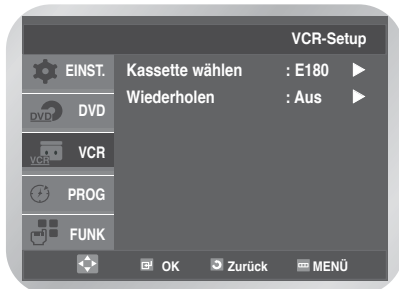 VCR-Setup
EINST.
Kassette wählen : E180
Wiederholen : Aus
DVD DVD
VCR VCR
PROG
FUNK
OK Zurück MENÜ